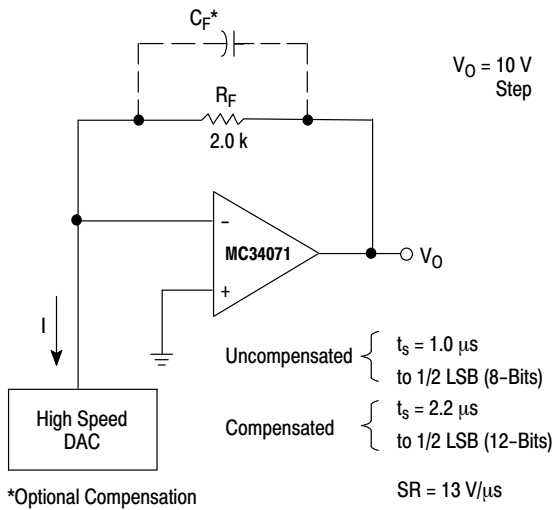 C_F*
V_O = 10 V
Step
R_F
2.0 k
–
MC34071
V_O
+
I
Uncompensated
t_s = 1.0 μs
to 1/2 LSB (8–Bits)
Compensated
t_s = 2.2 μs
to 1/2 LSB (12–Bits)
High Speed
DAC
*Optional Compensation
SR = 13 V/μs